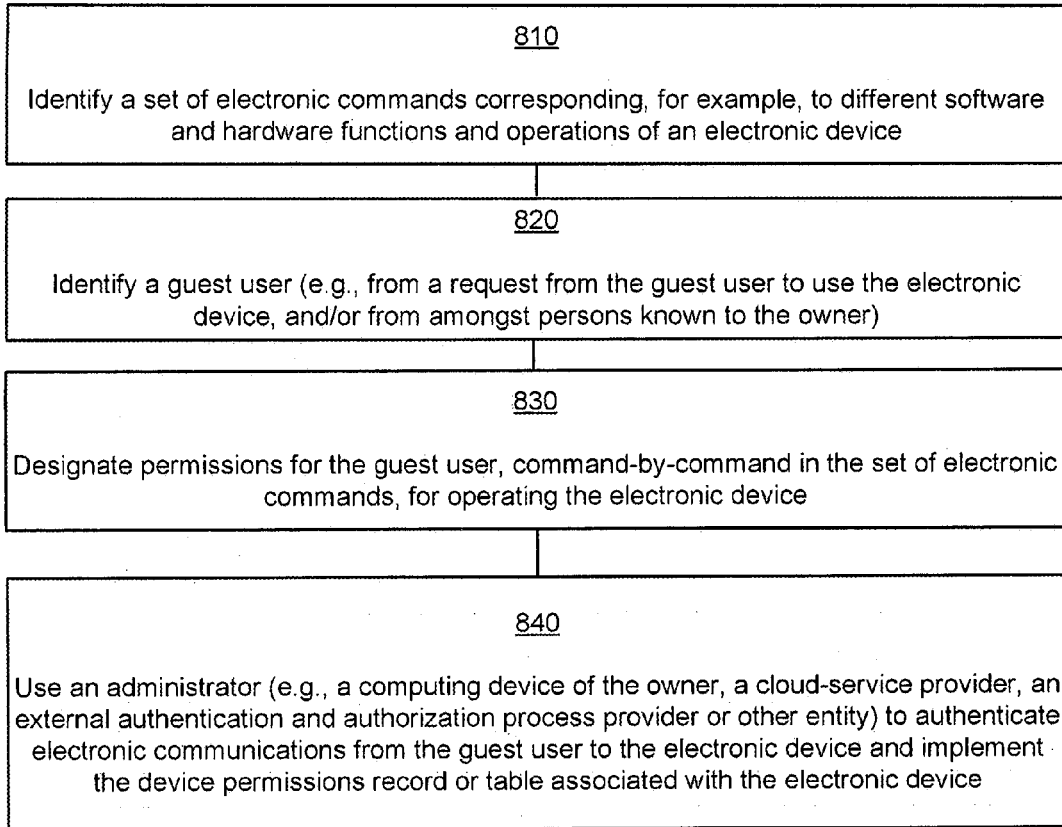 810
Identify a set of electronic commands corresponding, for example, to different software
and hardware functions and operations of an electronic device
820
Identify a guest user (e.g., from a request from the guest user to use the electronic
device, and/or from amongst persons known to the owner)
830
Designate permissions for the guest user, command-by-command in the set of electronic
commands, for operating the electronic device
840
Use an administrator (e.g., a computing device of the owner, a cloud-service provider, an
external authentication and authorization process provider or other entity) to authenticate
electronic communications from the guest user to the electronic device and implement
the device permissions record or table associated with the electronic device